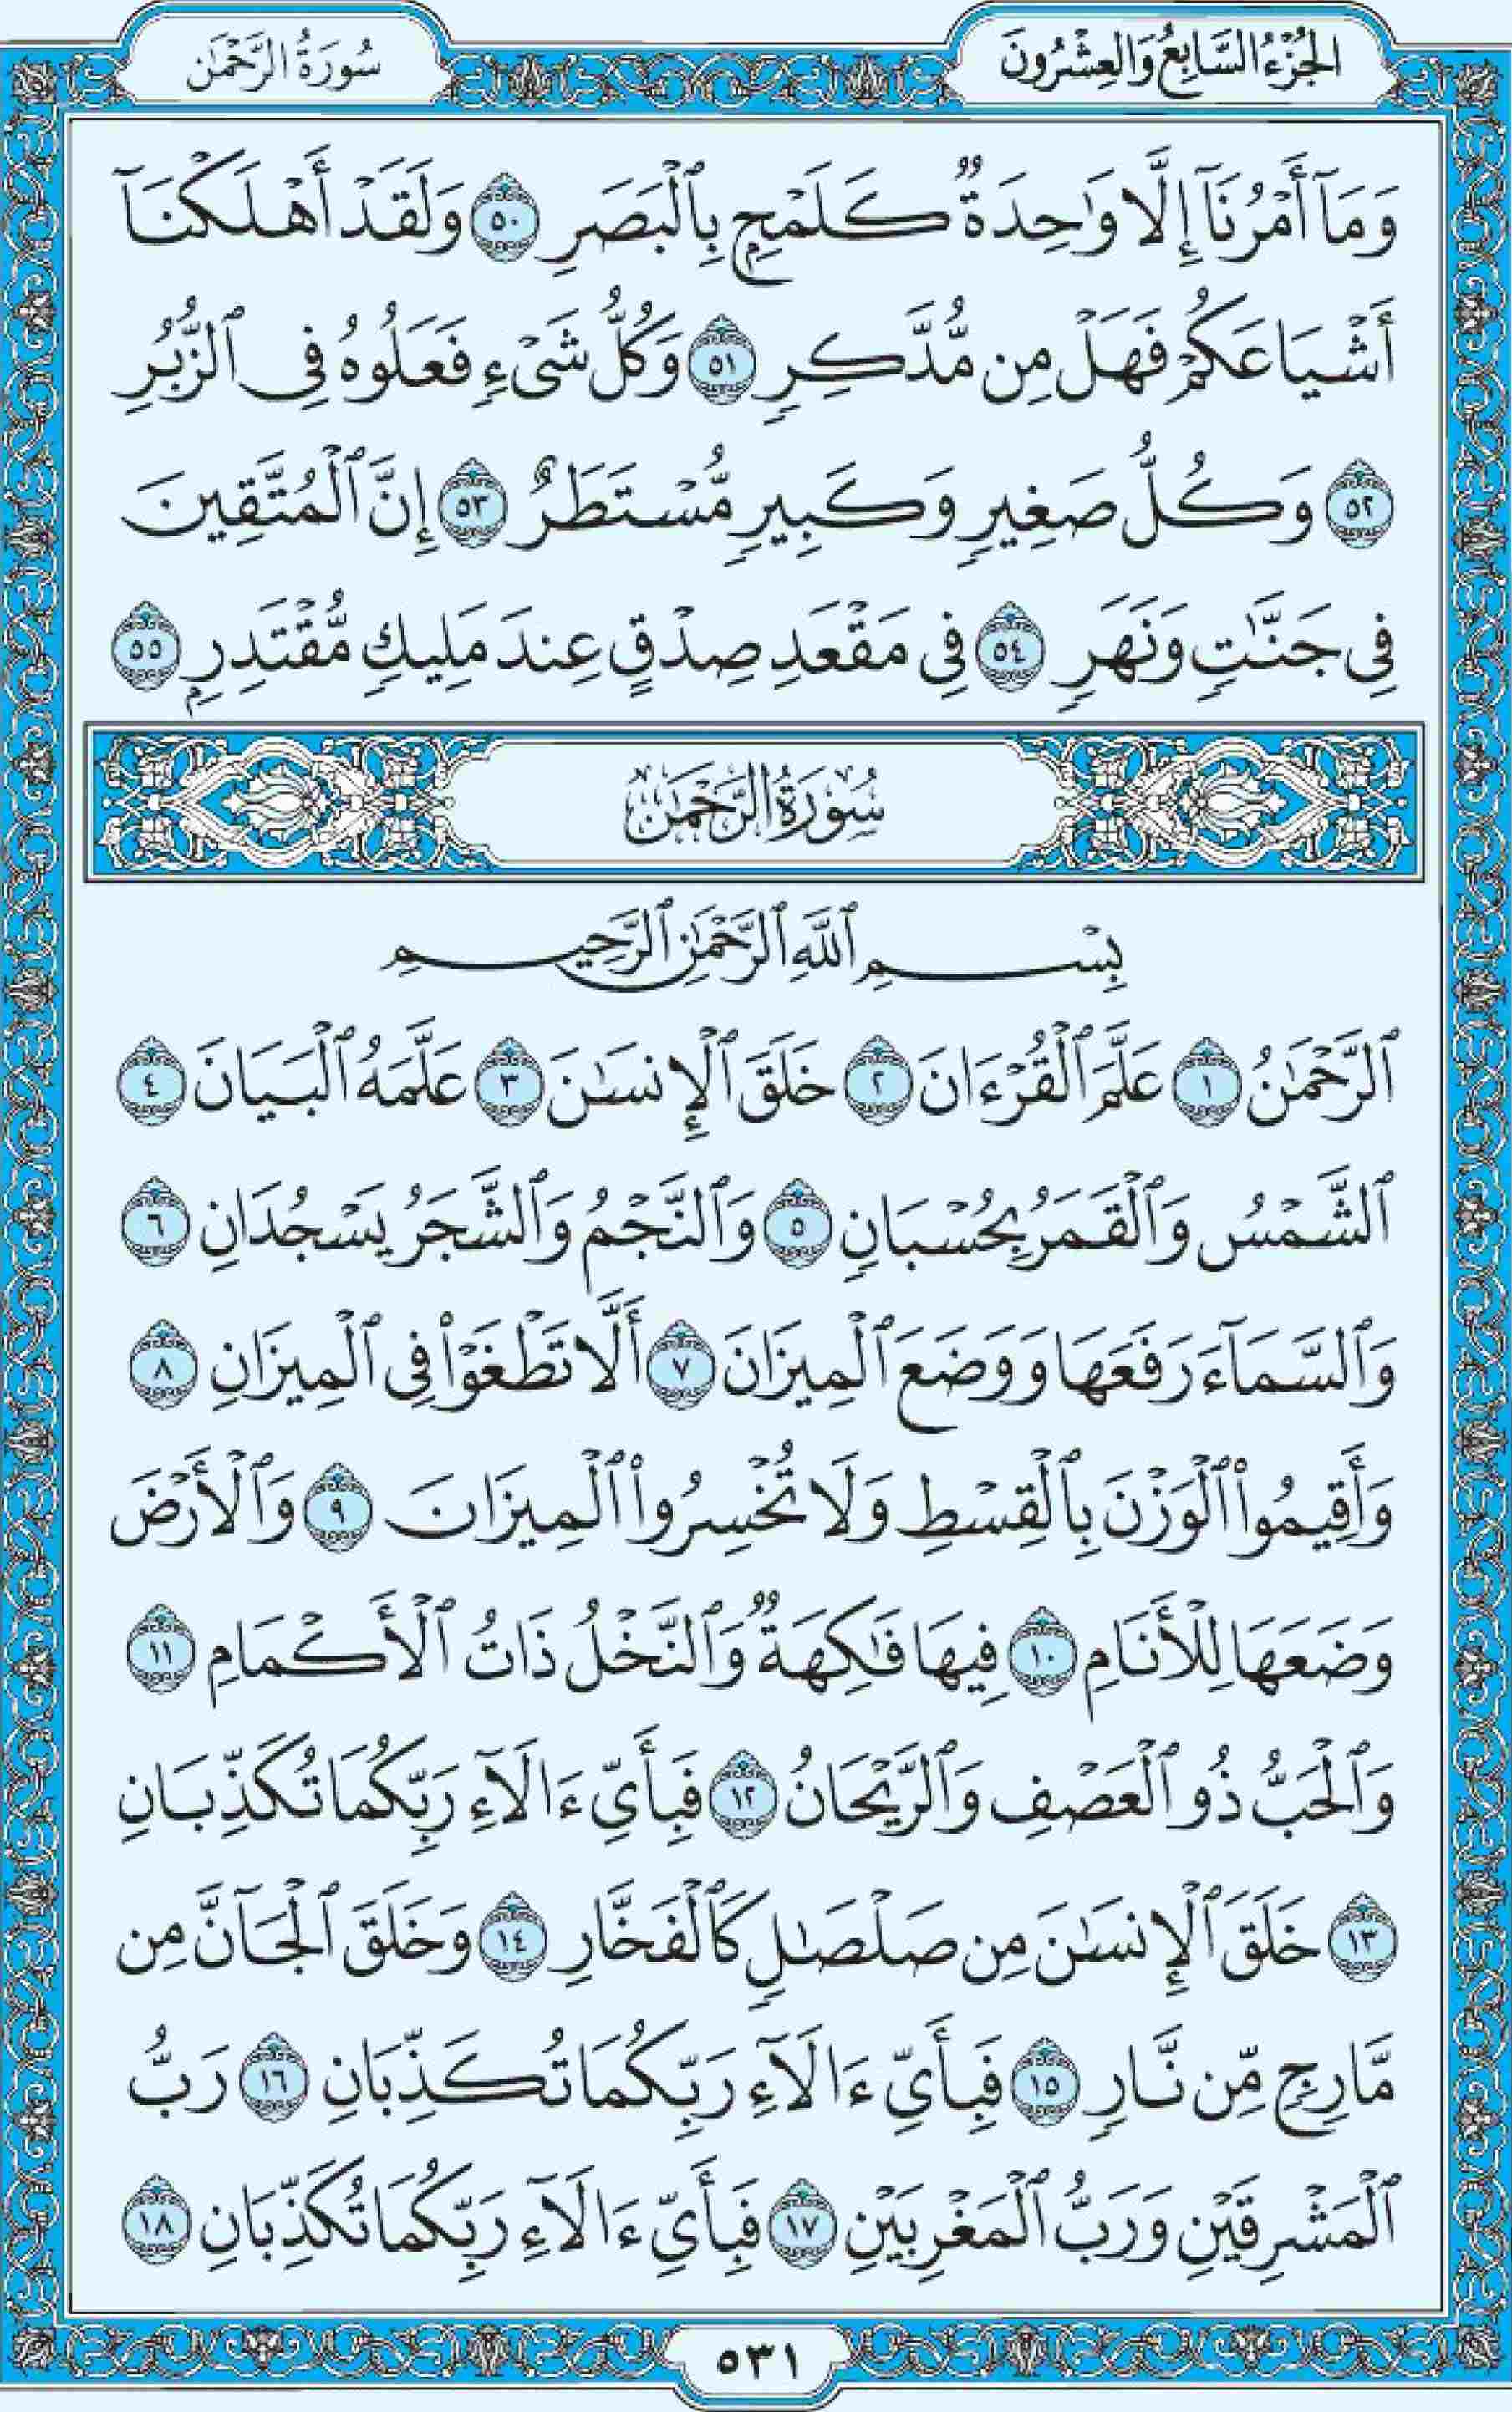 الجُزْءُ السَّابِعُ وَالعِشْرُونَ
سُورَةُ الرَّحْمَٰن
وَمَآ أَمْرُنَآ إِلَّا وَٰحِدَةٌ كَلَمْحٍۭ بِٱلْبَصَرِ ٥٠ وَلَقَدْ أَهْلَكْنَآ
أَشْيَاعَكُمْ فَهَلْ مِن مُّدَّكِرٍ ٥١ وَكُلُّ شَىْءٍ فَعَلُوهُ فِى ٱلزُّبُرِ
٥٢ وَكُلُّ صَغِيرٍ وَكَبِيرٍ مُّسْتَطَرٌ ٥٣ إِنَّ ٱلْمُتَّقِينَ
فِى جَنَّٰتٍ وَنَهَرٍ ٥٤ فِى مَقْعَدِ صِدْقٍ عِندَ مَلِيكٍ مُّقْتَدِرٍۭ ٥٥
سُورَةُ الرَّحْمَٰن
بِسْمِ ٱللَّهِ ٱلرَّحْمَٰنِ ٱلرَّحِيمِ
ٱلرَّحْمَٰنُ ١ عَلَّمَ ٱلْقُرْءَانَ ٢ خَلَقَ ٱلْإِنسَٰنَ ٣ عَلَّمَهُ ٱلْبَيَانَ ٤
ٱلشَّمْسُ وَٱلْقَمَرُ بِحُسْبَانٍ ٥ وَٱلنَّجْمُ وَٱلشَّجَرُ يَسْجُدَانِ ٦
وَٱلسَّمَآءَ رَفَعَهَا وَوَضَعَ ٱلْمِيزَانَ ٧ أَلَّا تَطْغَوْا۟ فِى ٱلْمِيزَانِ ٨
وَأَقِيمُوا۟ ٱلْوَزْنَ بِٱلْقِسْطِ وَلَا تُخْسِرُوا۟ ٱلْمِيزَانَ ٩ وَٱلْأَرْضَ
وَضَعَهَا لِلْأَنَامِ ١٠ فِيهَا فَٰكِهَةٌ وَٱلنَّخْلُ ذَاتُ ٱلْأَكْمَامِ ١١
وَٱلْحَبُّ ذُو ٱلْعَصْفِ وَٱلرَّيْحَانُ ١٢ فَبِأَىِّ ءَالَآءِ رَبِّكُمَا تُكَذِّبَانِ
١٣ خَلَقَ ٱلْإِنسَٰنَ مِن صَلْصَٰلٍ كَٱلْفَخَّارِ ١٤ وَخَلَقَ ٱلْجَآنَّ مِن
مَّارِجٍ مِّن نَّارٍ ١٥ فَبِأَىِّ ءَالَآءِ رَبِّكُمَا تُكَذِّبَانِ ١٦ رَبُّ
ٱلْمَشْرِقَيْنِ وَرَبُّ ٱلْمَغْرِبَيْنِ ١٧ فَبِأَىِّ ءَالَآءِ رَبِّكُمَا تُكَذِّبَانِ ١٨
٥٣١